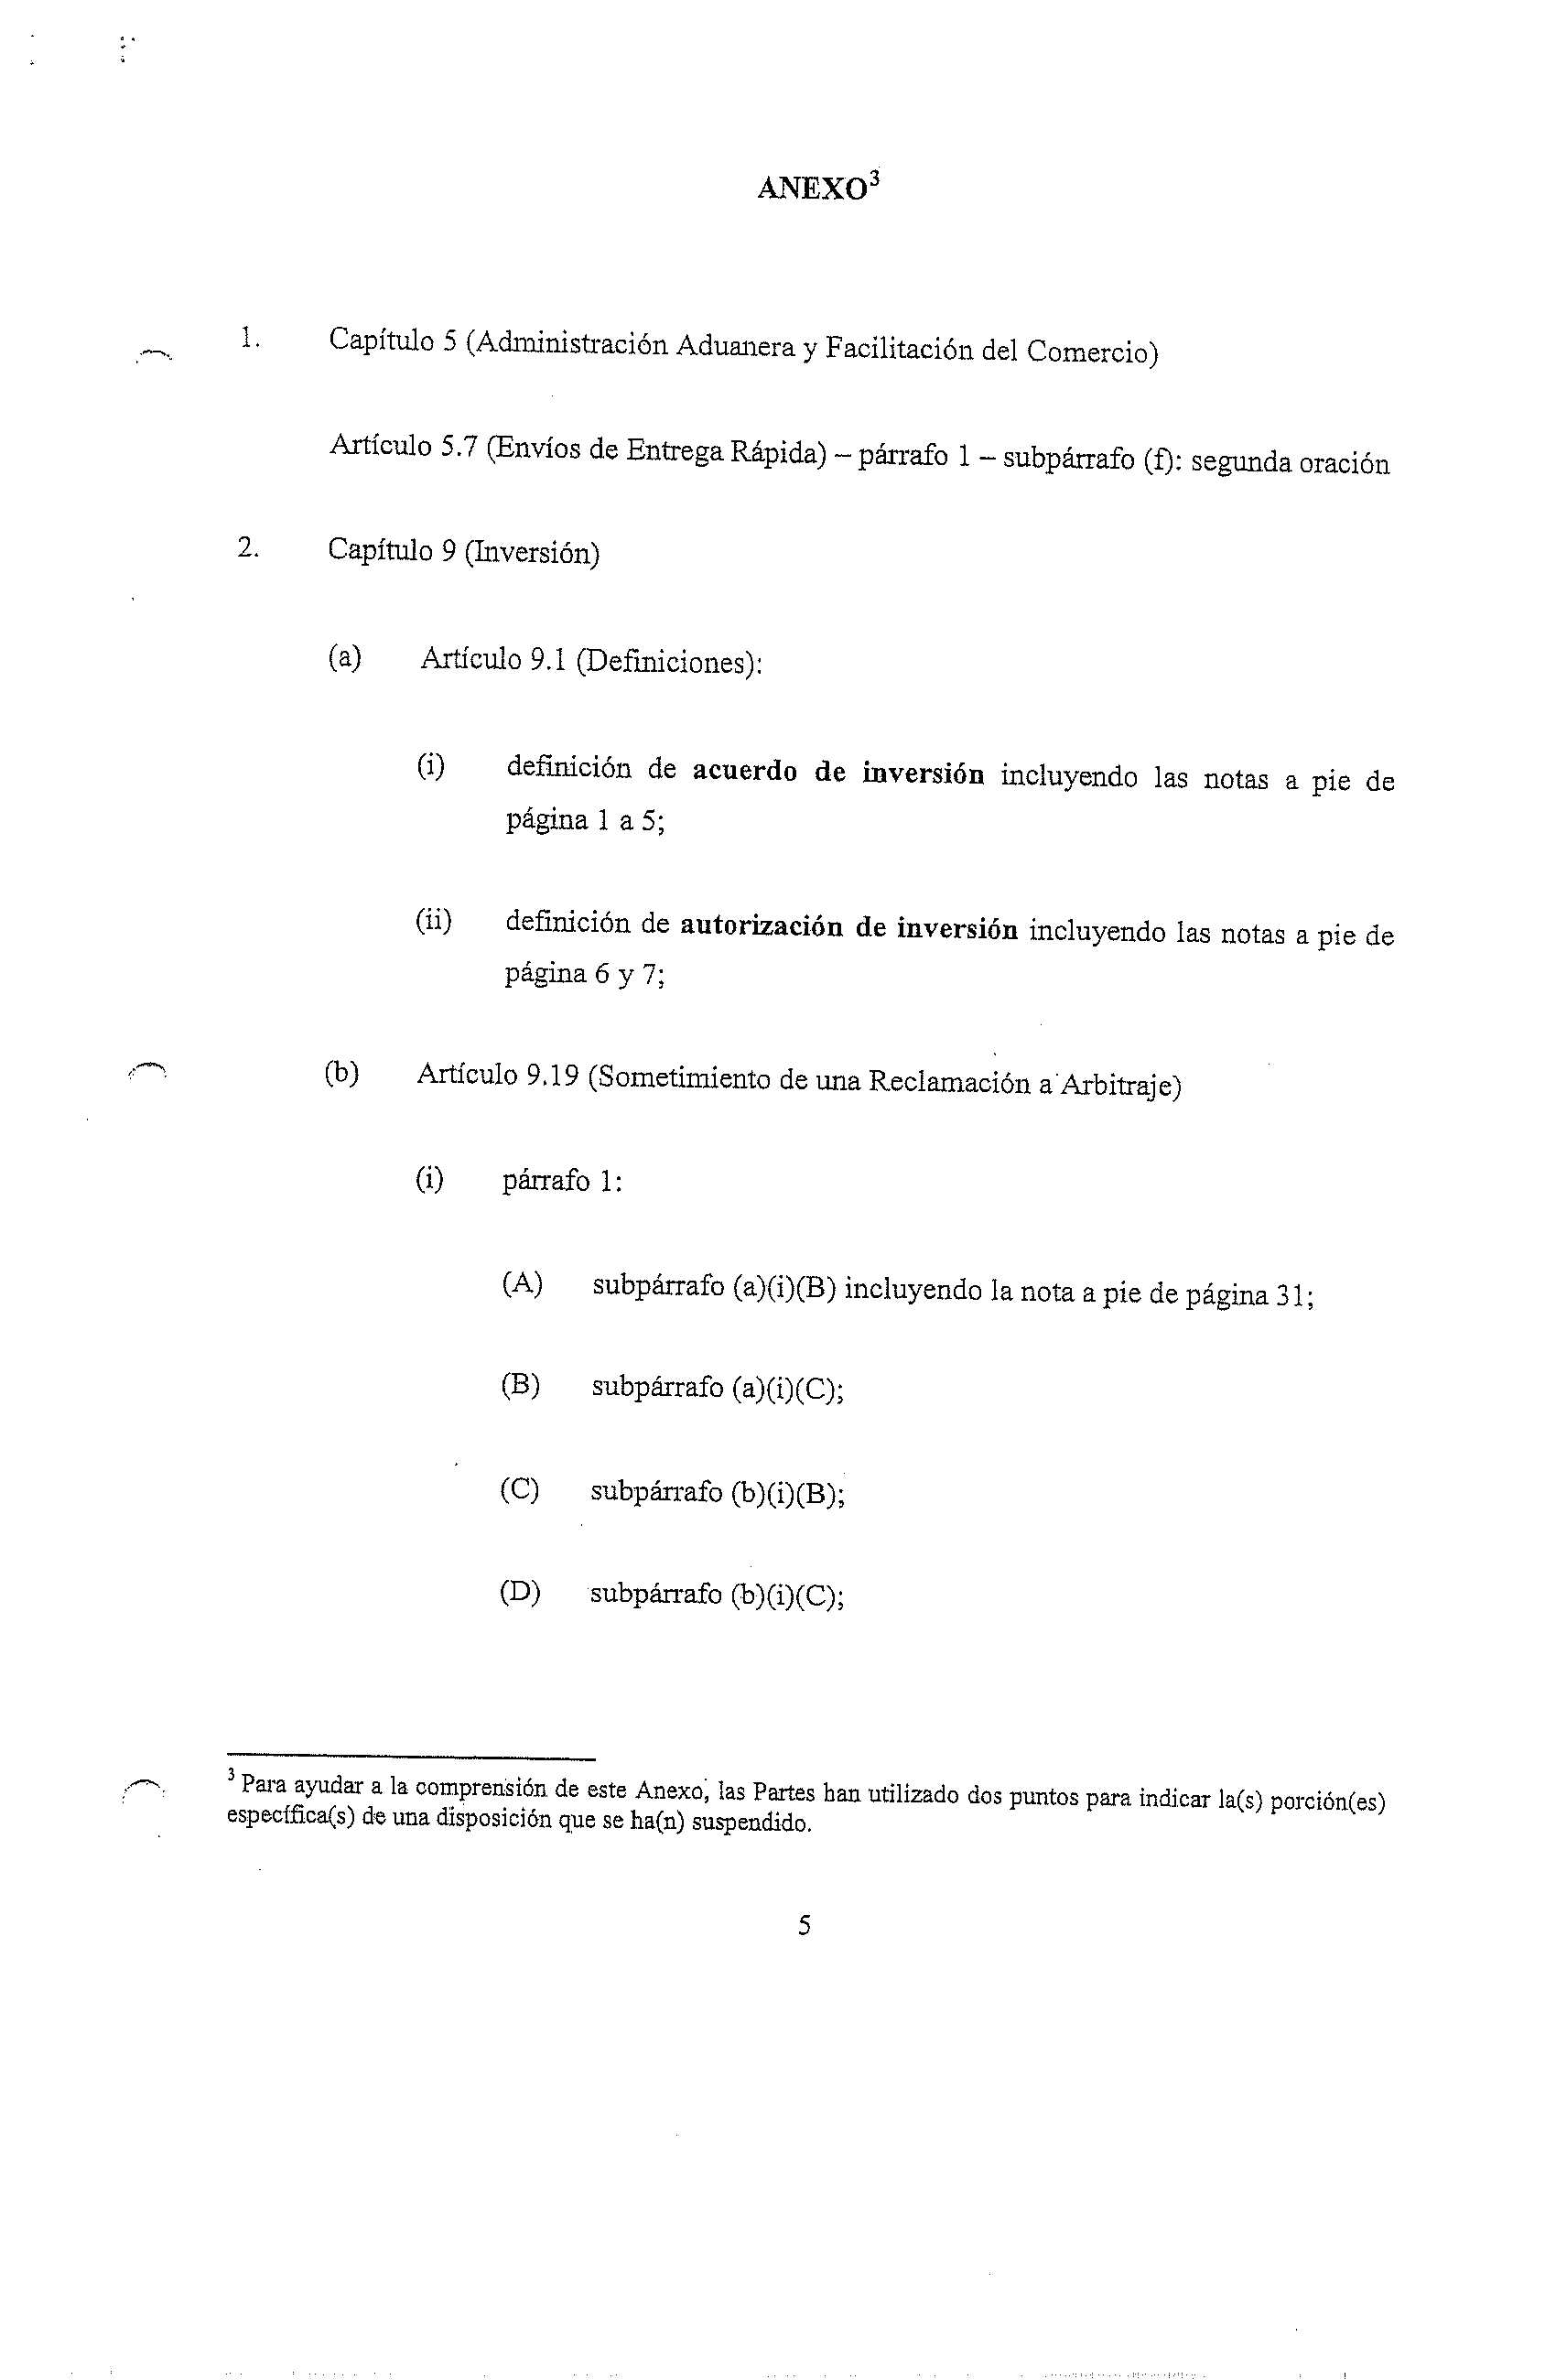 ANEXO³
1. Capítulo 5 (Administración Aduanera y Facilitación del Comercio)
Artículo 5.7 (Envíos de Entrega Rápida) – párrafo 1 – subpárrafo (f): segunda oración
2. Capítulo 9 (Inversión)
(a) Artículo 9.1 (Definiciones):
(i) definición de acuerdo de inversión incluyendo las notas a pie de
página 1 a 5;
(ii) definición de autorización de inversión incluyendo las notas a pie de
página 6 y 7;
(b) Artículo 9.19 (Sometimiento de una Reclamación a Arbitraje)
(i) párrafo 1:
(A) subpárrafo (a)(i)(B) incluyendo la nota a pie de página 31;
(B) subpárrafo (a)(i)(C);
(C) subpárrafo (b)(i)(B);
(D) subpárrafo (b)(i)(C);
³ Para ayudar a la comprensión de este Anexo, las Partes han utilizado dos puntos para indicar la(s) porción(es)
específica(s) de una disposición que se ha(n) suspendido.
5